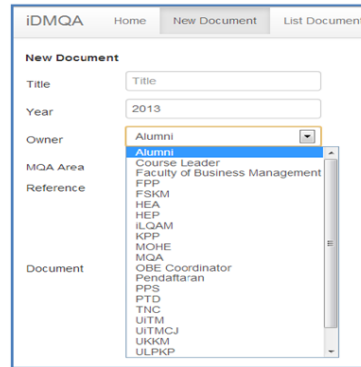 iDMQA Home New Document List Document
New Document
Title Title
Year 2013
Owner Alumni
Alumni
Course Leader
MQA Area Faculty of Business Management
Reference FPP
FSKM
HEA
HEP
iLQAM
KPP
MOHE
MQA
Document OBE Coordinator
Pendaftaran
PPS
PTD
TNC
UiTM
UiTMCJ
UKKM
ULPKP